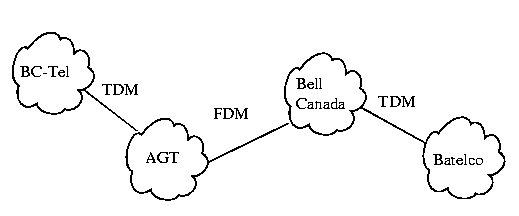 BC-Tel
TDM
AGT
FDM
Bell
Canada
TDM
Batelco